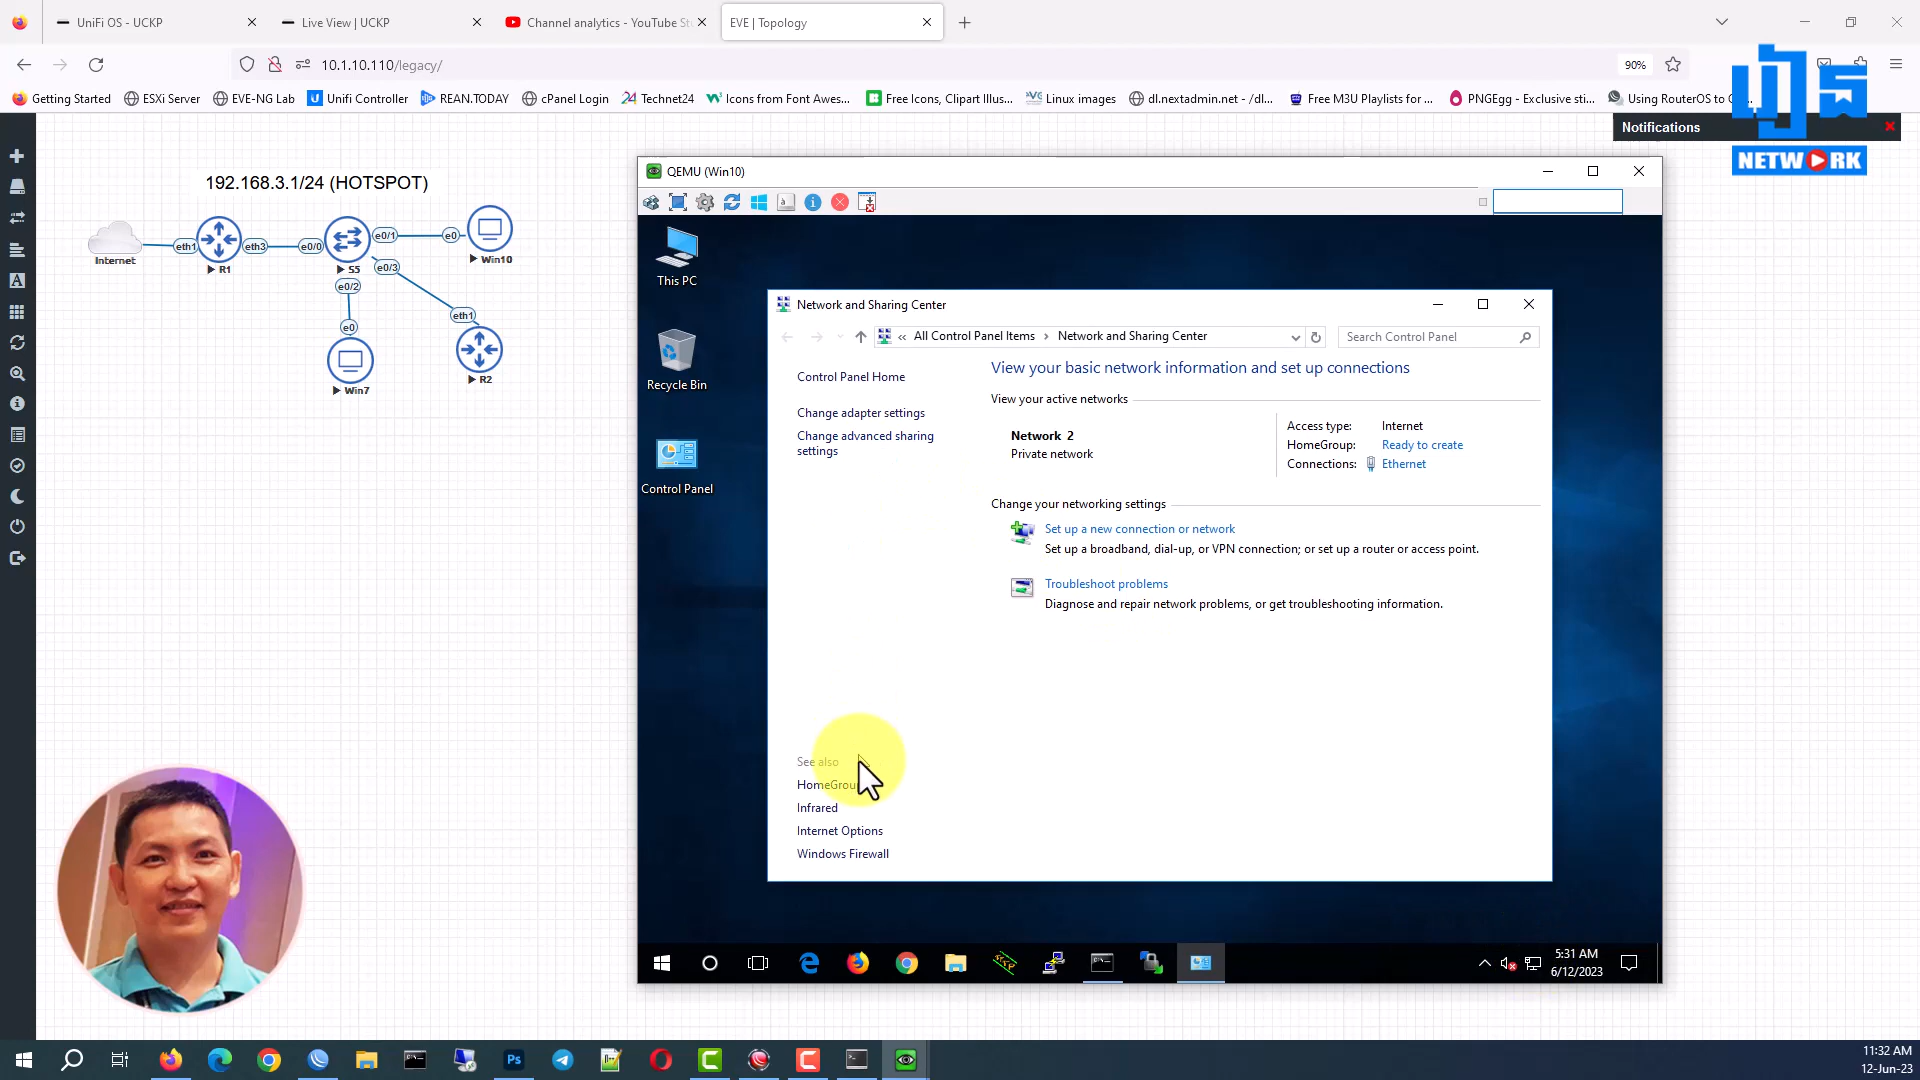 UniFi OS - UCKP
Live View | UCKP
Channel analytics - YouTube St
EVE | Topology
10.1.10.110/legacy/
90%
Getting Started
ESXi Server
EVE-NG Lab
Unifi Controller
REAN.TODAY
cPanel Login
Technet24
Icons from Font Awes...
Free Icons, Clipart Illus...
Linux images
dl.nextadmin.net - /dl...
Free M3U Playlists for ...
PNGEgg - Exclusive sti...
Using RouterOS to
Notifications
NETWORK
192.168.3.1/24 (HOTSPOT)
Internet
eth1
R1
eth3
e0/0
S5
e0/1
e0
Win10
e0/3
e0/2
e0
Win7
eth1
R2
QEMU (Win10)
This PC
Recycle Bin
Control Panel
Network and Sharing Center
« All Control Panel Items › Network and Sharing Center
Search Control Panel
Control Panel Home
Change adapter settings
Change advanced sharing
settings
View your basic network information and set up connections
View your active networks
Network 2
Private network
Access type: Internet
HomeGroup: Ready to create
Connections: Ethernet
Change your networking settings
Set up a new connection or network
Set up a broadband, dial-up, or VPN connection; or set up a router or access point.
Troubleshoot problems
Diagnose and repair network problems, or get troubleshooting information.
See also
HomeGroup
Infrared
Internet Options
Windows Firewall
5:31 AM
6/12/2023
11:32 AM
12-Jun-23